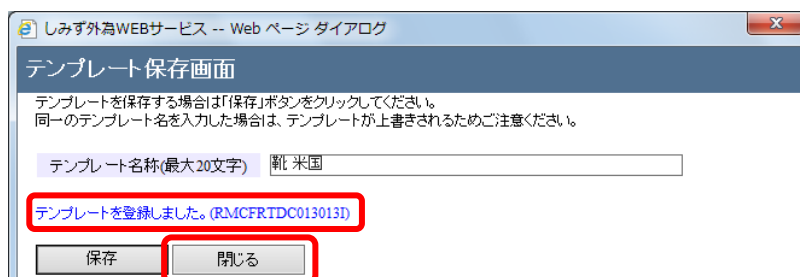 しみず外為WEBサービス -- Web ページ ダイアログ
テンプレート保存画面
テンプレートを保存する場合は「保存」ボタンをクリックしてください。
同一のテンプレート名を入力した場合は、テンプレートが上書きされるためご注意ください。
テンプレート名称(最大20文字) 靴 米国
テンプレートを登録しました。(RMCFRTDC013013I)
保存 閉じる